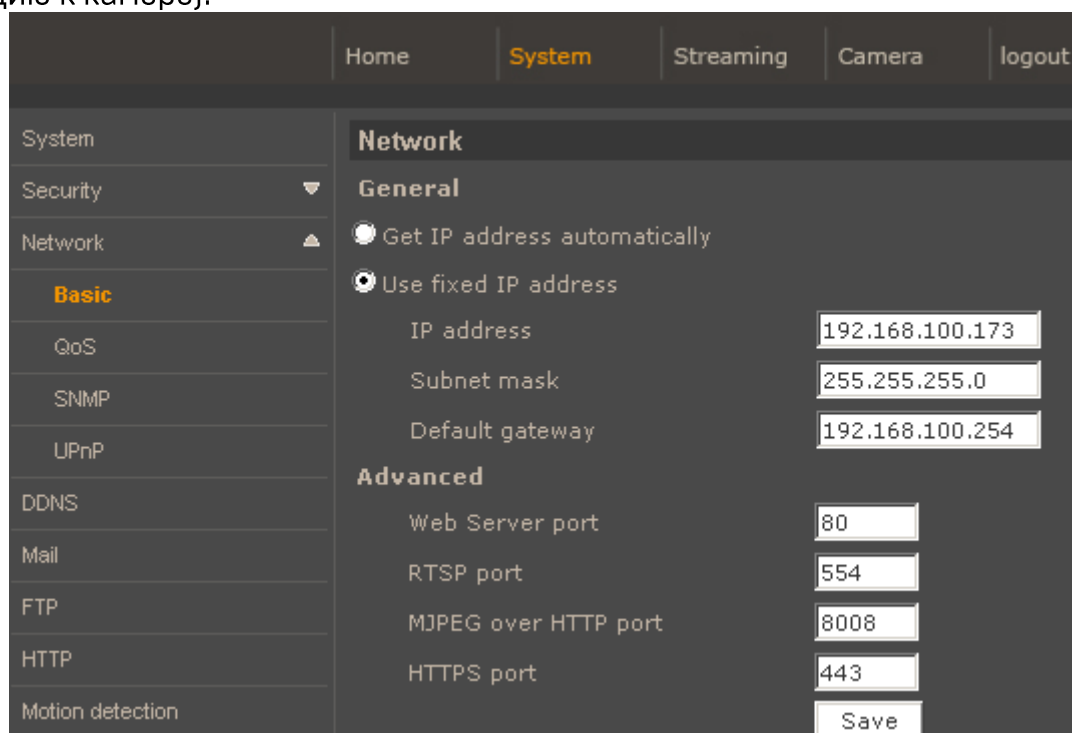 к камерой.
Home System Streaming Camera logout
System
Security
Network
Basic
QoS
SNMP
UPnP
DDNS
Mail
FTP
HTTP
Motion detection
Network
General
Get IP address automatically
Use fixed IP address
IP address 192.168.100.173
Subnet mask 255.255.255.0
Default gateway 192.168.100.254
Advanced
Web Server port 80
RTSP port 554
MJPEG over HTTP port 8008
HTTPS port 443
Save